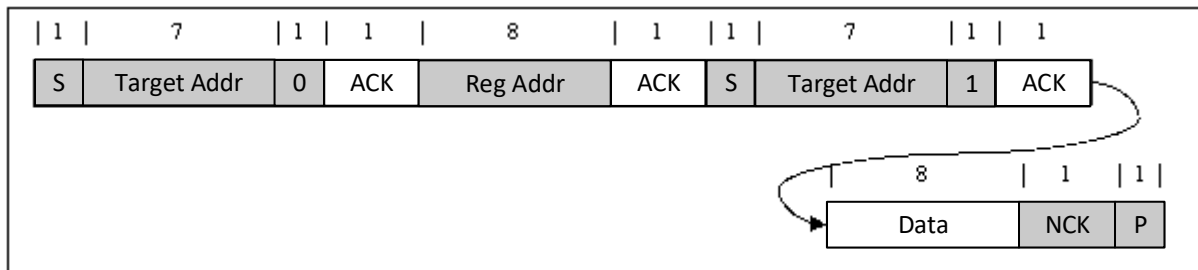 | 1 | 7 | 1 | 1 | 8 | 1 | 1 | 7 | 1 | 1
S Target Addr 0 ACK Reg Addr ACK S Target Addr 1 ACK
| 8 | 1 | 1 |
Data NCK P